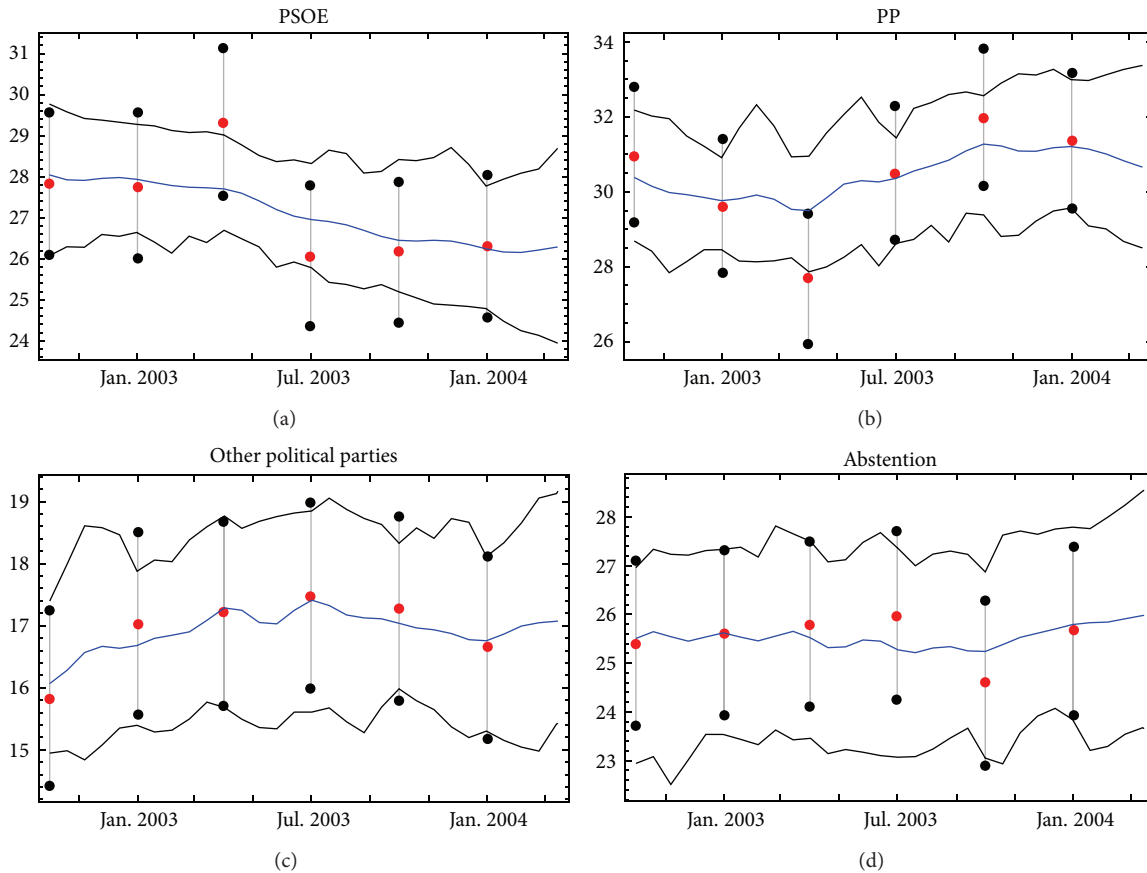 PSOE
31
30
29
28
27
26
25
24
Jan. 2003
Jul. 2003
Jan. 2004
(a)
PP
34
32
30
28
26
Jan. 2003
Jul. 2003
Jan. 2004
(b)
Other political parties
19
18
17
16
15
Jan. 2003
Jul. 2003
Jan. 2004
(c)
Abstention
28
27
26
25
24
23
Jan. 2003
Jul. 2003
Jan. 2004
(d)